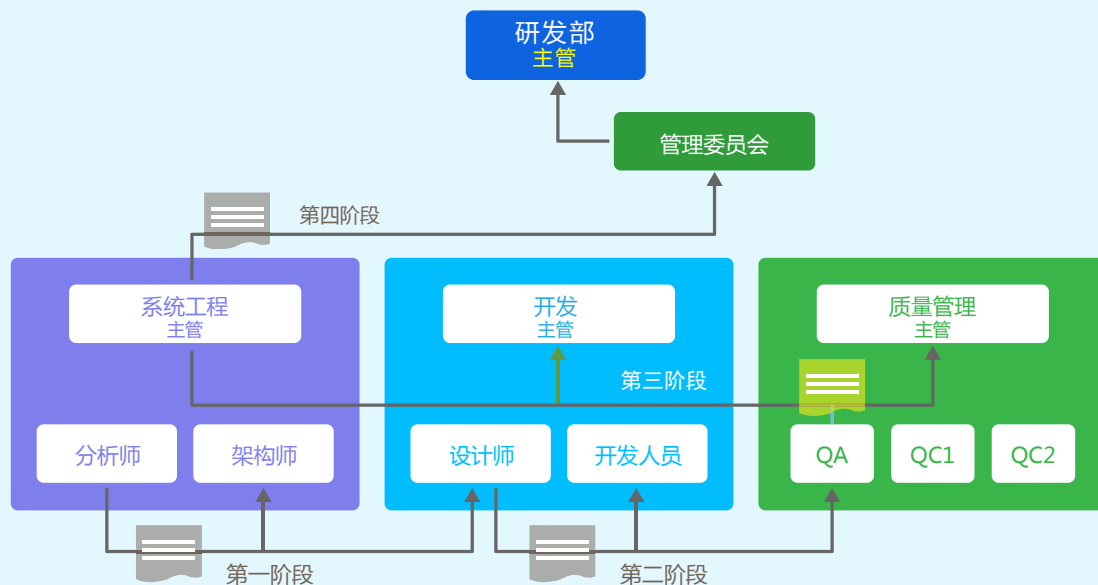 研发部
主管
管理委员会
第四阶段
系统工程
主管
开发
主管
质量管理
主管
第三阶段
分析师
架构师
设计师
开发人员
QA
QC1
QC2
第一阶段
第二阶段